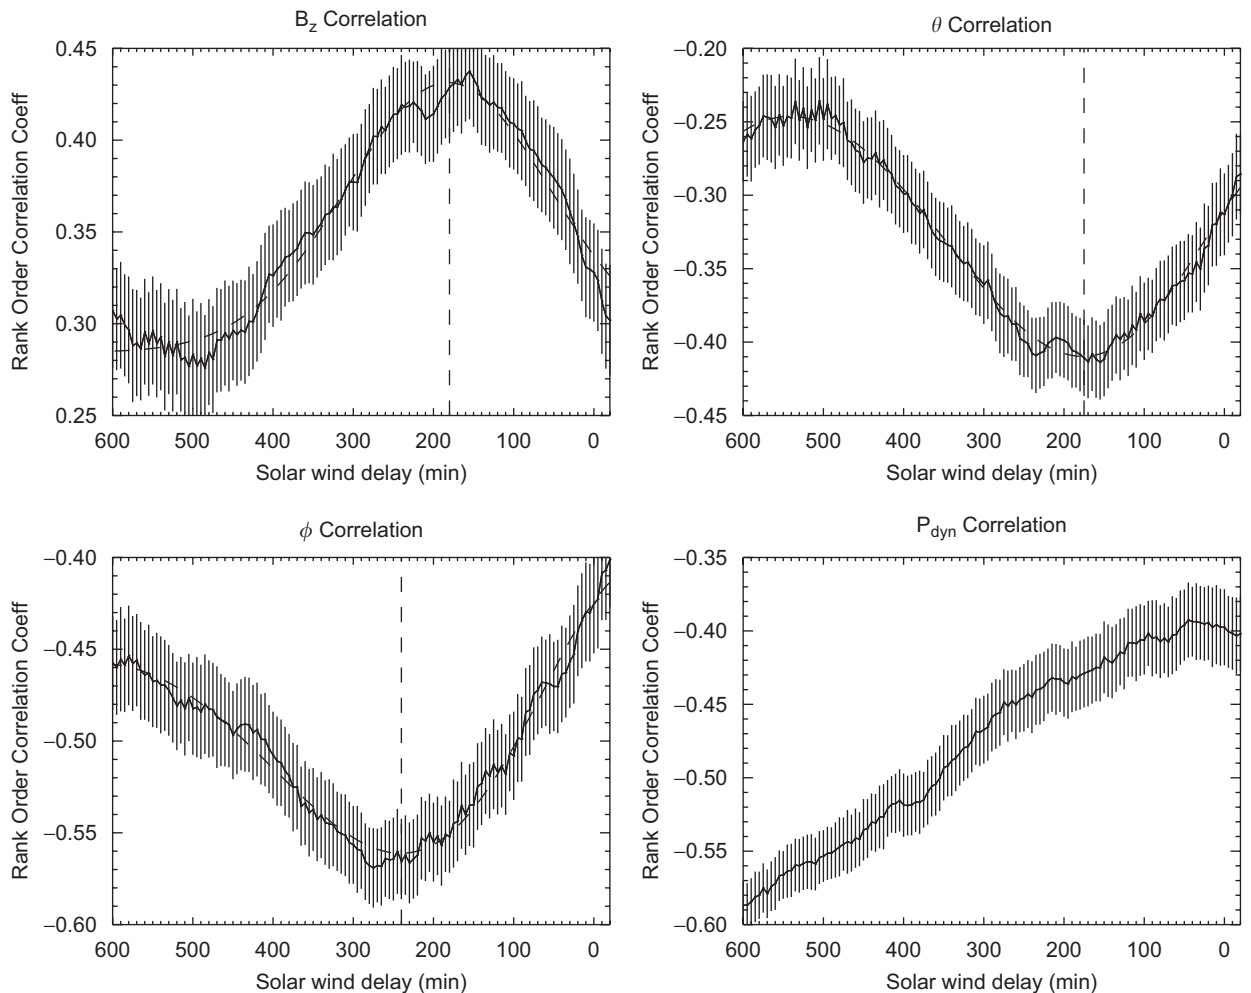 B_z Correlation
Rank Order Correlation Coeff
0.45
0.40
0.35
0.30
0.25
600 500 400 300 200 100 0
Solar wind delay (min)
θ Correlation
Rank Order Correlation Coeff
−0.20
−0.25
−0.30
−0.35
−0.40
−0.45
600 500 400 300 200 100 0
Solar wind delay (min)
ϕ Correlation
Rank Order Correlation Coeff
−0.40
−0.45
−0.50
−0.55
−0.60
600 500 400 300 200 100 0
Solar wind delay (min)
P_dyn Correlation
Rank Order Correlation Coeff
−0.35
−0.40
−0.45
−0.50
−0.55
−0.60
600 500 400 300 200 100 0
Solar wind delay (min)